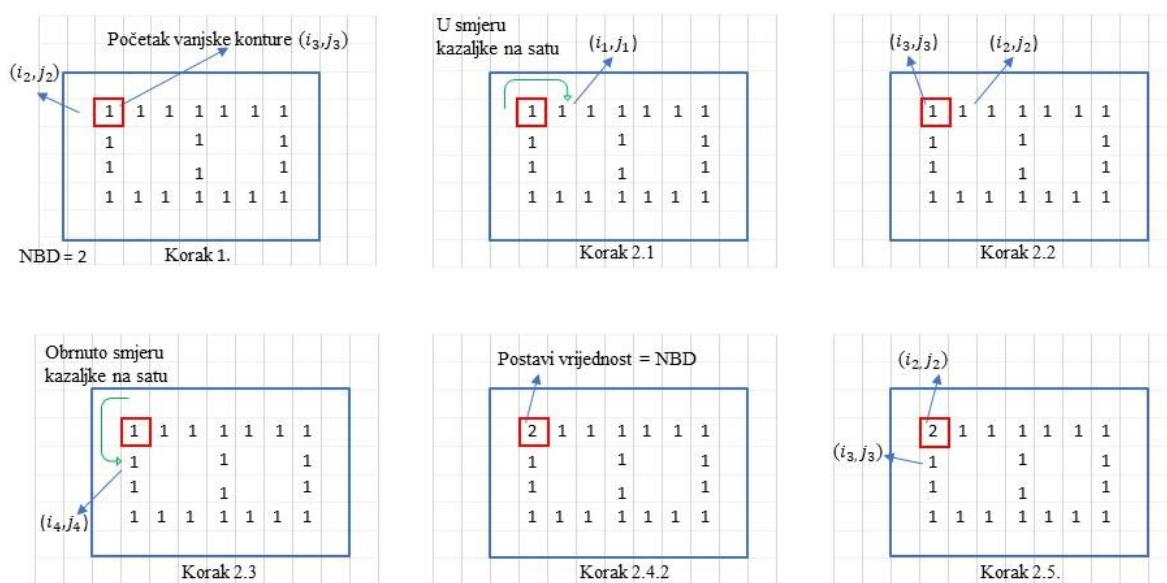 Početak vanjske konture (i₃,j₃)
(i₂,j₂)
1 1 1 1 1 1 1
1 1 1
1 1 1
1 1 1 1 1 1 1
NBD = 2
Korak 1.
U smjeru
kazaljke na satu
(i₁,j₁)
1 1 1 1 1 1 1
1 1 1
1 1 1
1 1 1 1 1 1 1
Korak 2.1
(i₃,j₃) (i₂,j₂)
1 1 1 1 1 1 1
1 1 1
1 1 1
1 1 1 1 1 1 1
Korak 2.2
Obrnuto smjeru
kazaljke na satu
1 1 1 1 1 1 1
1 1 1
1 1 1
1 1 1 1 1 1 1
(i₄,j₄)
Korak 2.3
Postavi vrijednost = NBD
2 1 1 1 1 1 1
1 1 1
1 1 1
1 1 1 1 1 1 1
Korak 2.4.2
(i₂,j₂)
2 1 1 1 1 1 1
(i₃,j₃)
1 1 1
1 1 1
1 1 1 1 1 1 1
Korak 2.5.